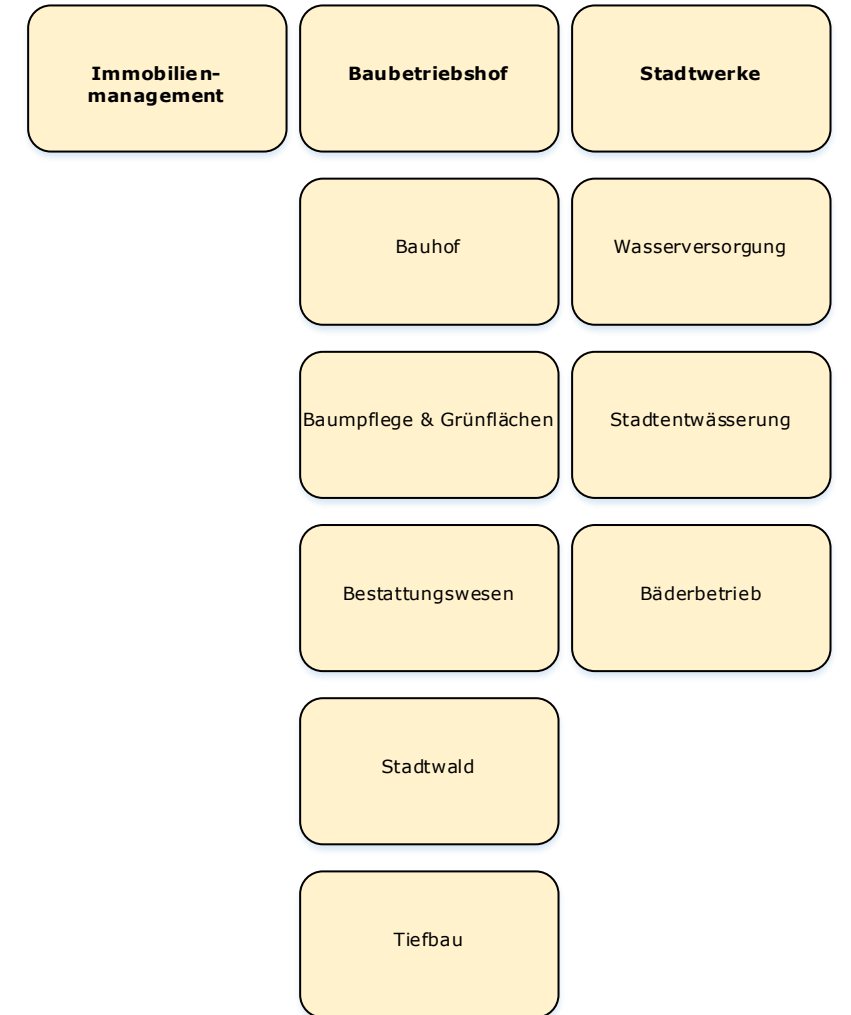 Immobilien-
management
Baubetriebshof
Stadtwerke
Bauhof
Wasserversorgung
Baumpflege & Grünflächen
Stadtentwässerung
Bestattungswesen
Bäderbetrieb
Stadtwald
Tiefbau